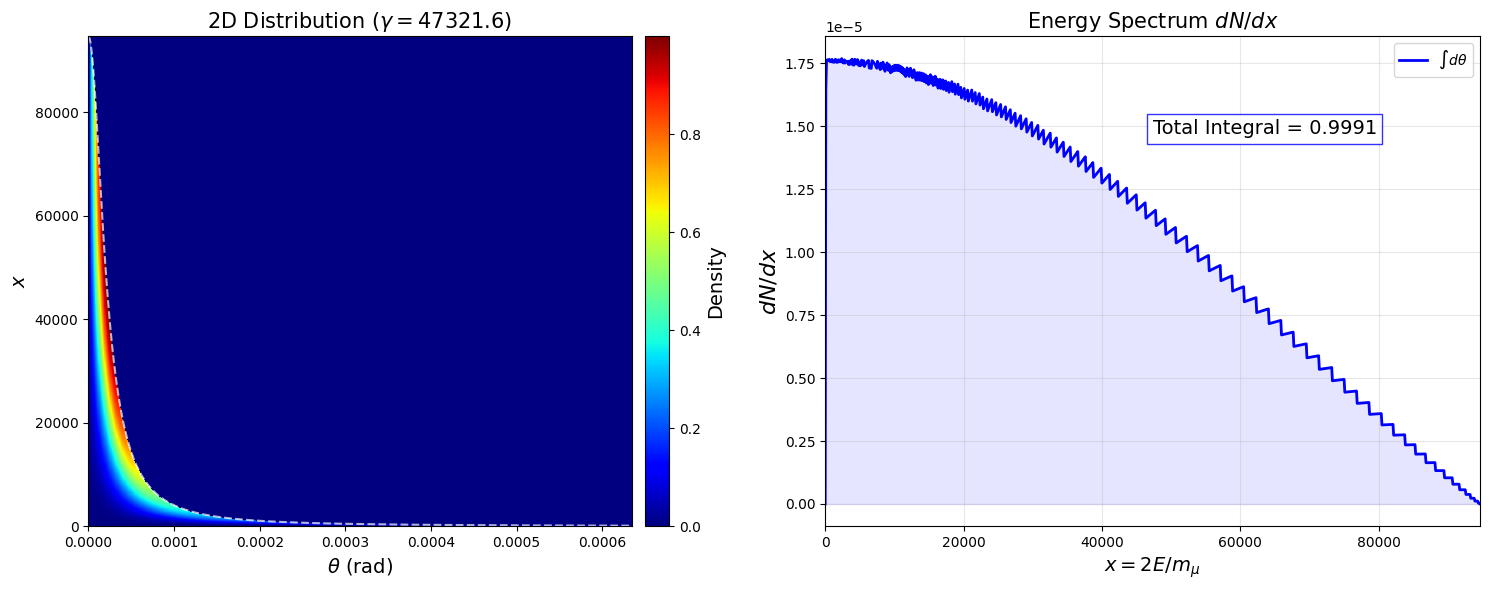 2D Distribution (γ = 47321.6)
80000
60000
40000
20000
0
x
0.0000 0.0001 0.0002 0.0003 0.0004 0.0005 0.0006
θ (rad)
0.8
0.6
0.4
0.2
0.0
Density
Energy Spectrum dN/dx
1e−5
1.75
1.50
1.25
1.00
0.75
0.50
0.25
0.00
dN/dx
∫dθ
Total Integral = 0.9991
0 20000 40000 60000 80000
x = 2E/mμ